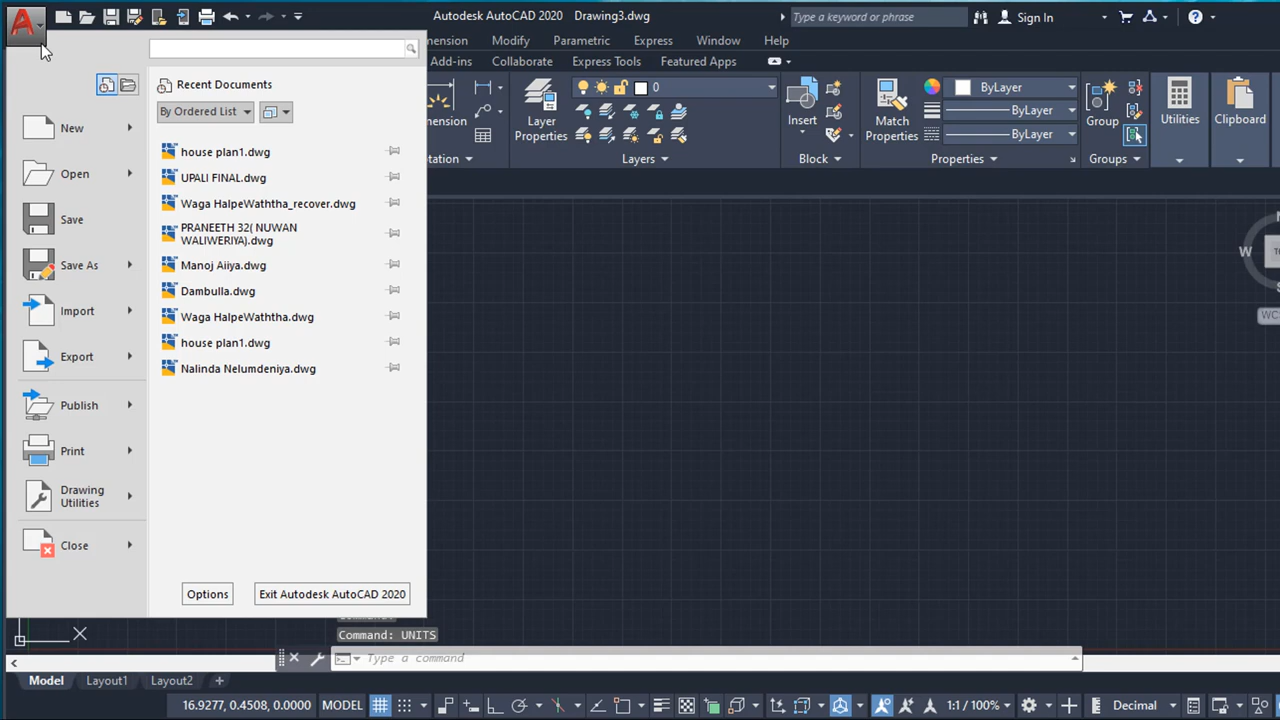 Autodesk AutoCAD 2020 Drawing3.dwg
Type a keyword or phrase
Sign In
mension Modify Parametric Express Window Help
Add-ins Collaborate Express Tools Featured Apps
Recent Documents
By Ordered List
New
Open
Save
Save As
Import
Export
Publish
Print
Drawing
Utilities
Close
house plan1.dwg
UPALI FINAL.dwg
Waga HalpeWaththa_recover.dwg
PRANEETH 32( NUWAN
WALIWERIYA).dwg
Manoj Aiiya.dwg
Dambulla.dwg
Waga HalpeWaththa.dwg
house plan1.dwg
Nalinda Nelumdeniya.dwg
Options
Exit Autodesk AutoCAD 2020
mension
tation
Layer
Properties
0
Layers
Insert
Block
Match
Properties
ByLayer
ByLayer
ByLayer
Properties
Group
Groups
Utilities
Clipboard
W
WC
Command: UNITS
Type a command
X
Model Layout1 Layout2 +
16.9277, 0.4508, 0.0000 MODEL
1:1 / 100%
Decimal